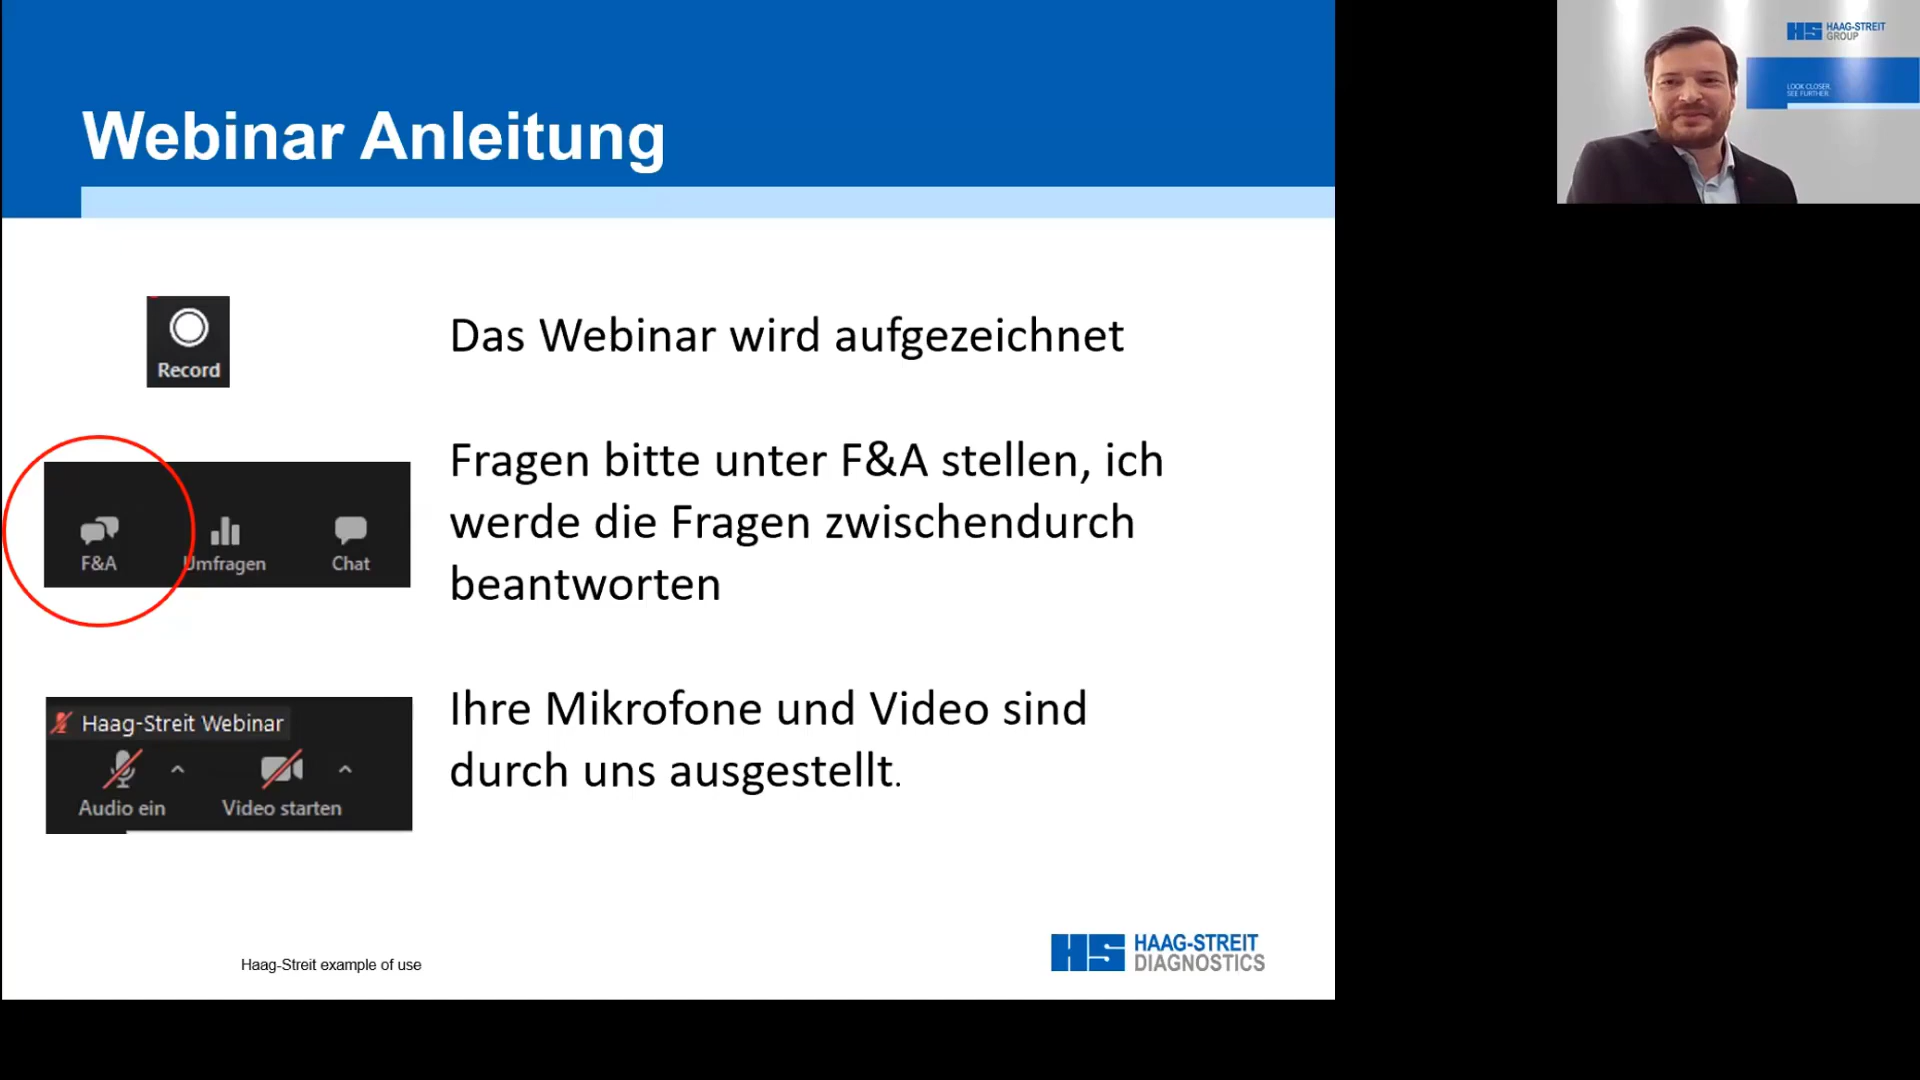 Webinar Anleitung
Record
Das Webinar wird aufgezeichnet
F&A
Umfragen
Chat
Fragen bitte unter F&A stellen, ich
werde die Fragen zwischendurch
beantworten
Haag-Streit Webinar
Audio ein
Video starten
Ihre Mikrofone und Video sind
durch uns ausgestellt.
Haag-Streit example of use
HS HAAG-STREIT
DIAGNOSTICS
HS HAAG-STREIT
GROUP
LOOK CLOSER.
SEE FURTHER.